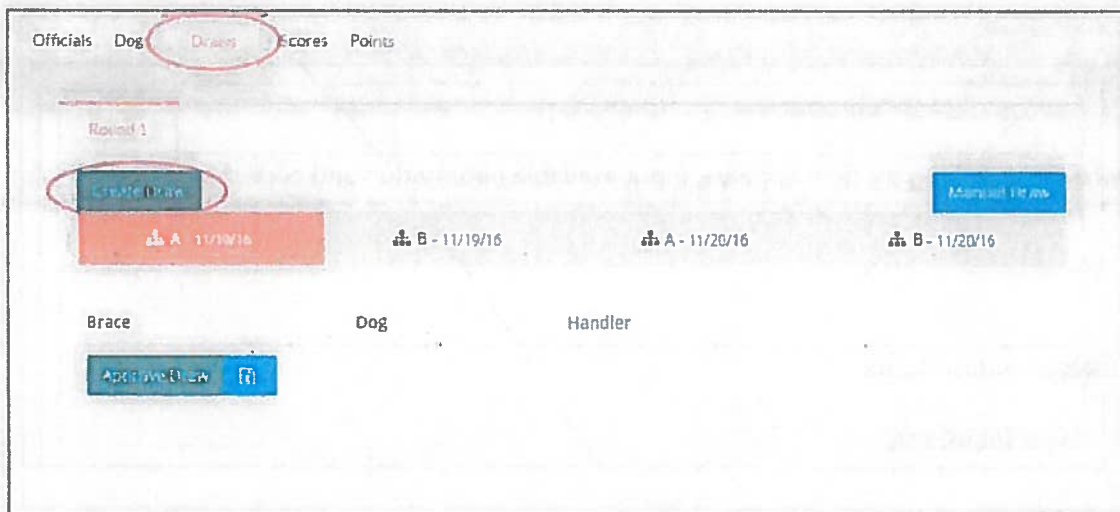 Officials Dog Draws Scores Points
Round 1
Create Draw Manual Draw
A - 11/19/16 B - 11/19/16 A - 11/20/16 B - 11/20/16
Brace Dog Handler
Approve Draw